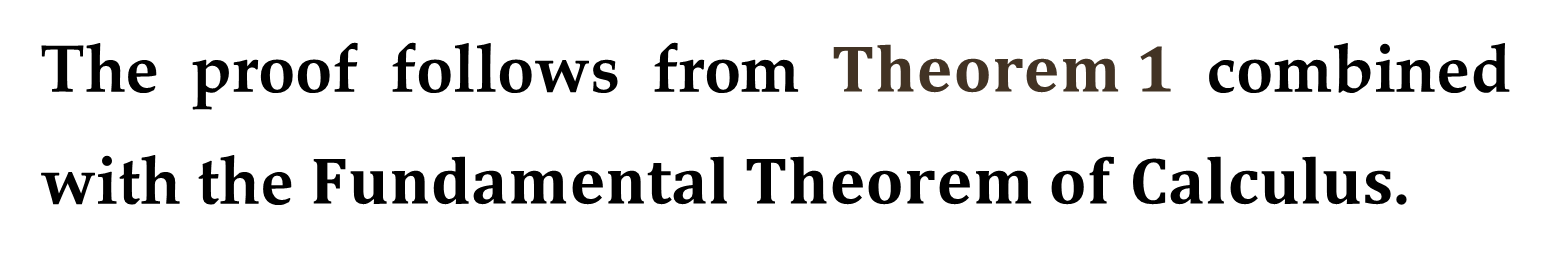 The proof follows from Theorem 1 combined
with the Fundamental Theorem of Calculus.